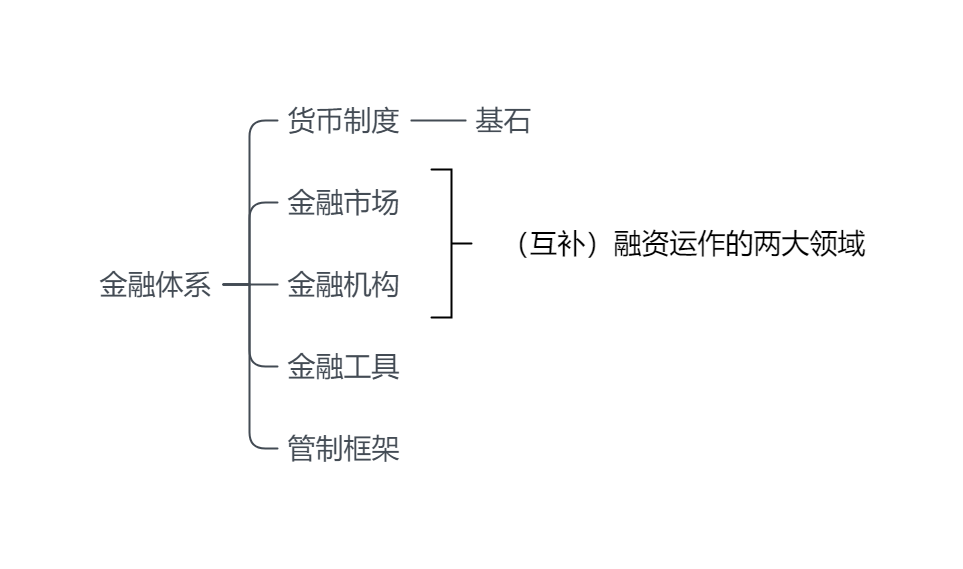 货币制度
基石
金融市场
（互补）融资运作的两大领域
金融体系
金融机构
金融工具
管制框架